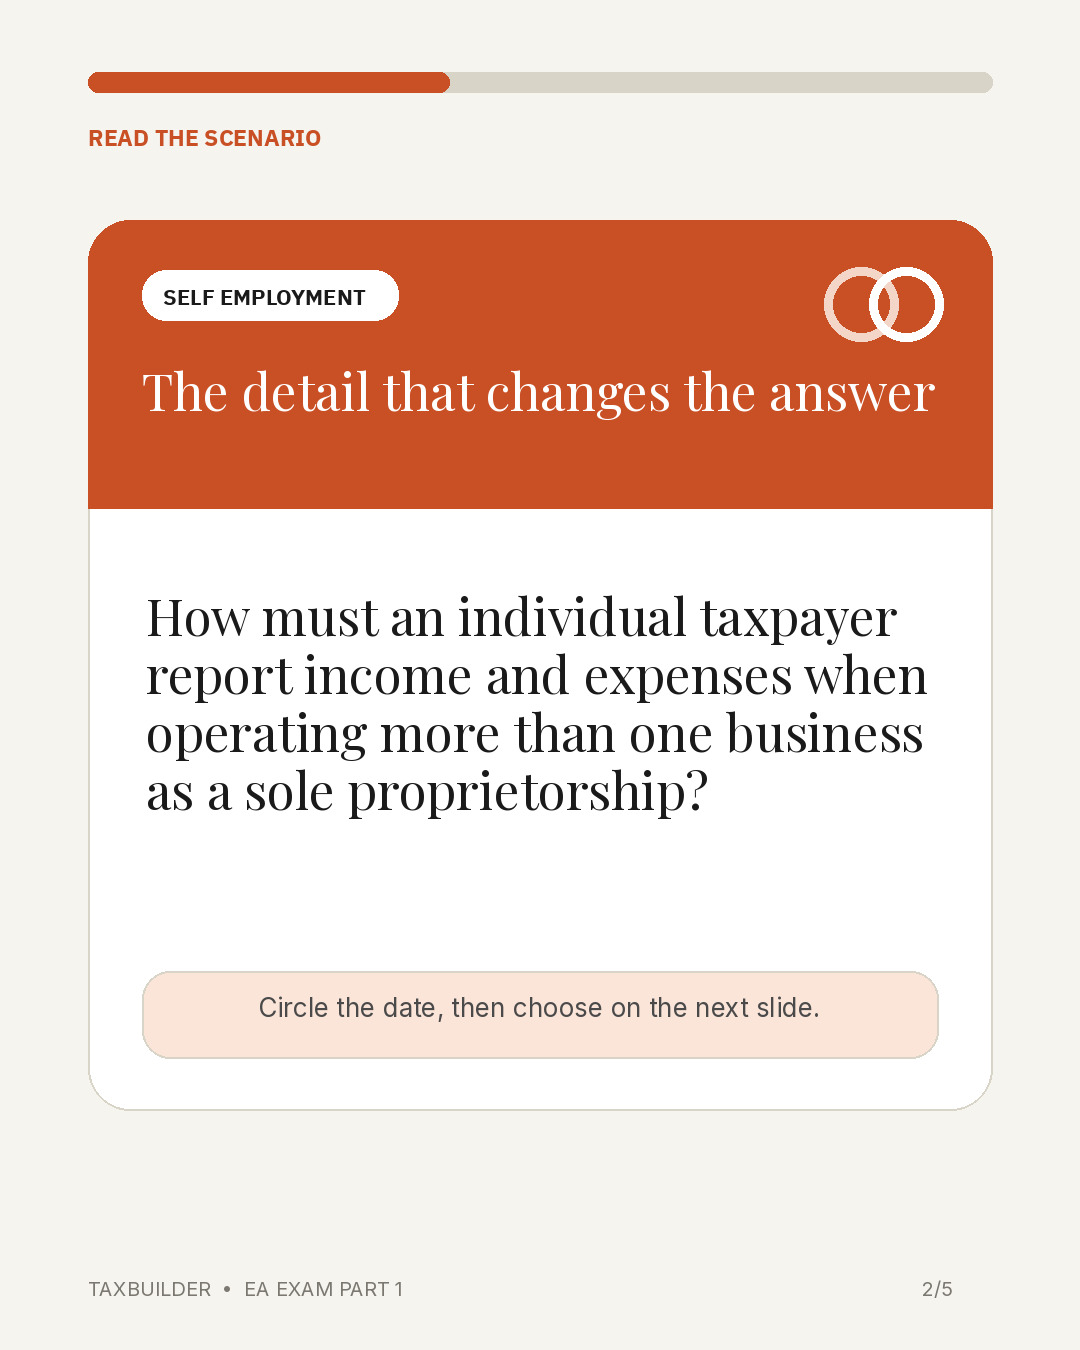 READ THE SCENARIO
SELF EMPLOYMENT
The detail that changes the answer
How must an individual taxpayer
report income and expenses when
operating more than one business
as a sole proprietorship?
Circle the date, then choose on the next slide.
TAXBUILDER • EA EXAM PART 1
2/5